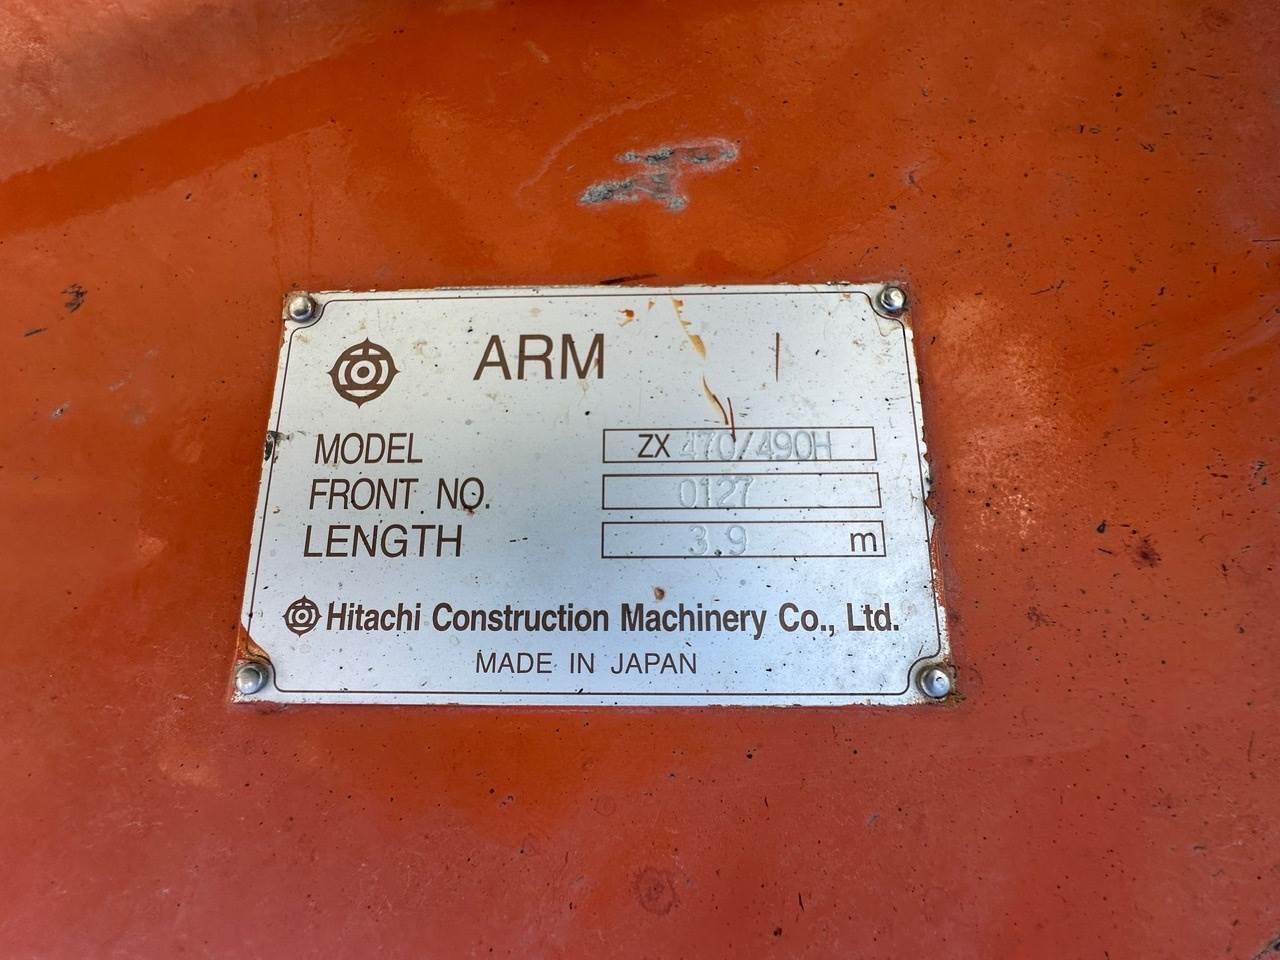 ARM
MODEL ZX 470/490H
FRONT NO. 0127
LENGTH 3.9 m
Hitachi Construction Machinery Co., Ltd.
MADE IN JAPAN